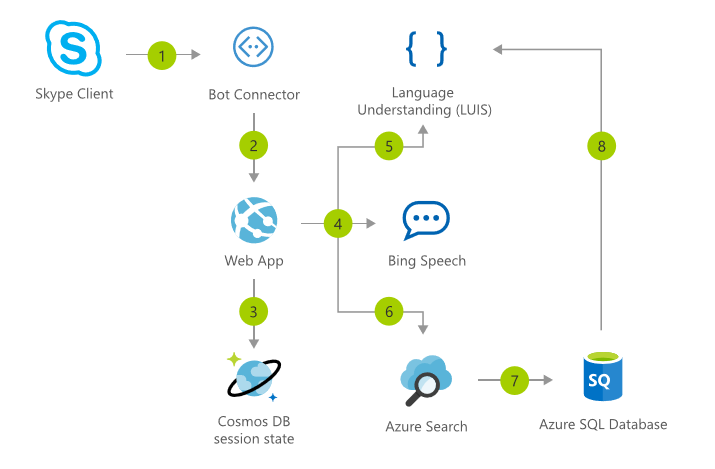 S
1
Skype Client
Bot Connector
{ }
Language
Understanding (LUIS)
2
5
8
4
Web App
Bing Speech
3
6
7
SQ
Cosmos DB
session state
Azure Search
Azure SQL Database